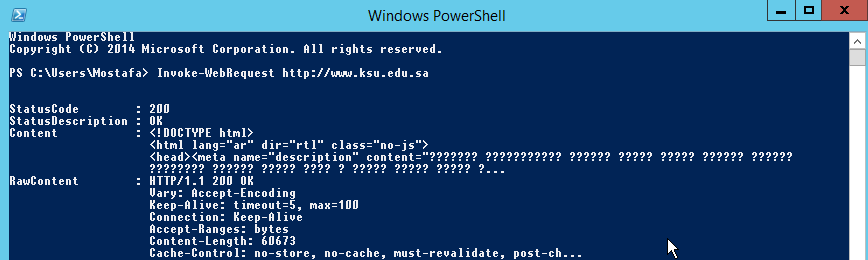 Windows PowerShell
Windows PowerShell
Copyright (C) 2014 Microsoft Corporation. All rights reserved.
PS C:\Users\Mostafa> Invoke-WebRequest http://www.ksu.edu.sa
StatusCode        : 200
StatusDescription : OK
Content           : <!DOCTYPE html>
                    <html lang="ar" dir="rtl" class="no-js">
                    <head><meta name="description" content="??????? ??????????? ?????? ????? ????? ?????? ??????
                    ???????? ?????? ????? ???? ? ????? ????? ????? ?...
RawContent        : HTTP/1.1 200 OK
                    Vary: Accept-Encoding
                    Keep-Alive: timeout=5, max=100
                    Connection: Keep-Alive
                    Accept-Ranges: bytes
                    Content-Length: 60673
                    Cache-Control: no-store, no-cache, must-revalidate, post-ch...